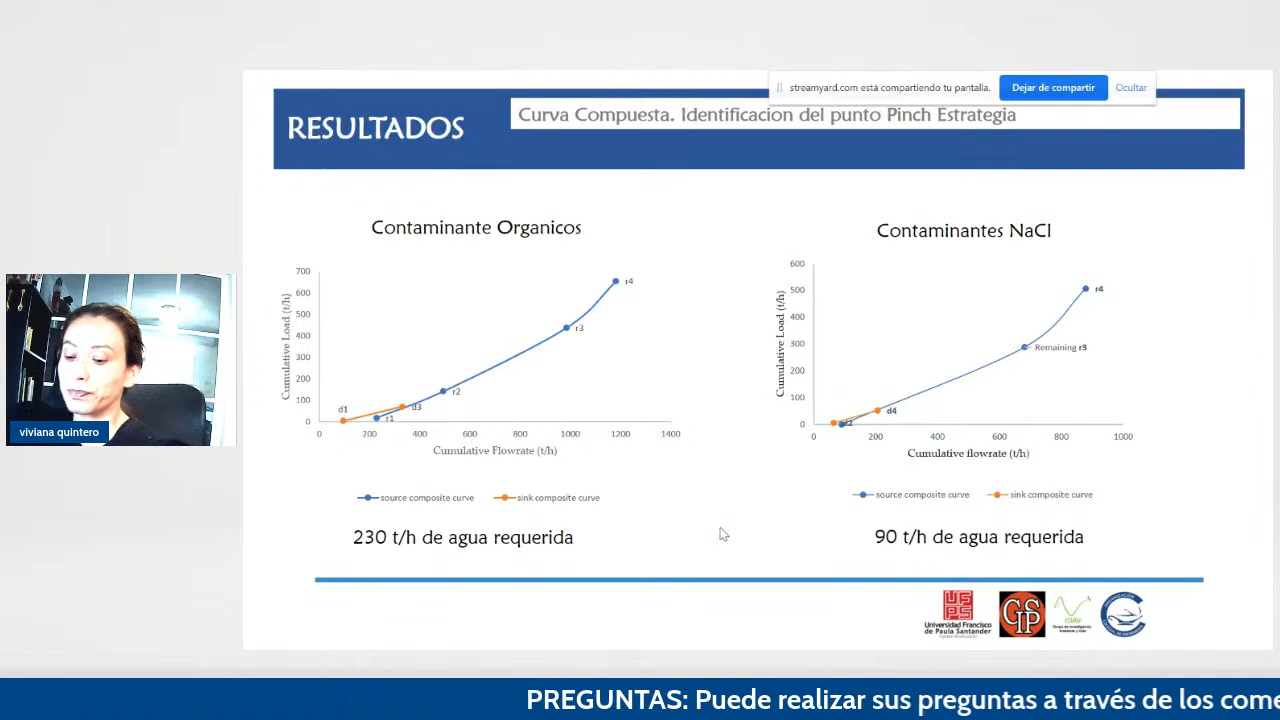 streamyard.com está compartiendo tu pantalla.
Dejar de compartir
Ocultar
RESULTADOS
Curva Compuesta. Identificacion del punto Pinch Estrategia
Contaminante Organicos
Cumulative Load (t/h)
700
600
500
400
300
200
100
0
0 200 400 600 800 1000 1200 1400
d1
r1
d3
r2
r3
r4
Cumulative Flowrate (t/h)
source composite curve
sink composite curve
230 t/h de agua requerida
Contaminantes NaCl
Cumulative Load (t/h)
600
500
400
300
200
100
0
0 200 400 600 800 1000
d2
d4
Remaining r3
r4
Cumulative flowrate (t/h)
source composite curve
sink composite curve
90 t/h de agua requerida
viviana quintero
UFPS
Universidad Francisco
de Paula Santander
GIAV
PREGUNTAS: Puede realizar sus preguntas a través de los come